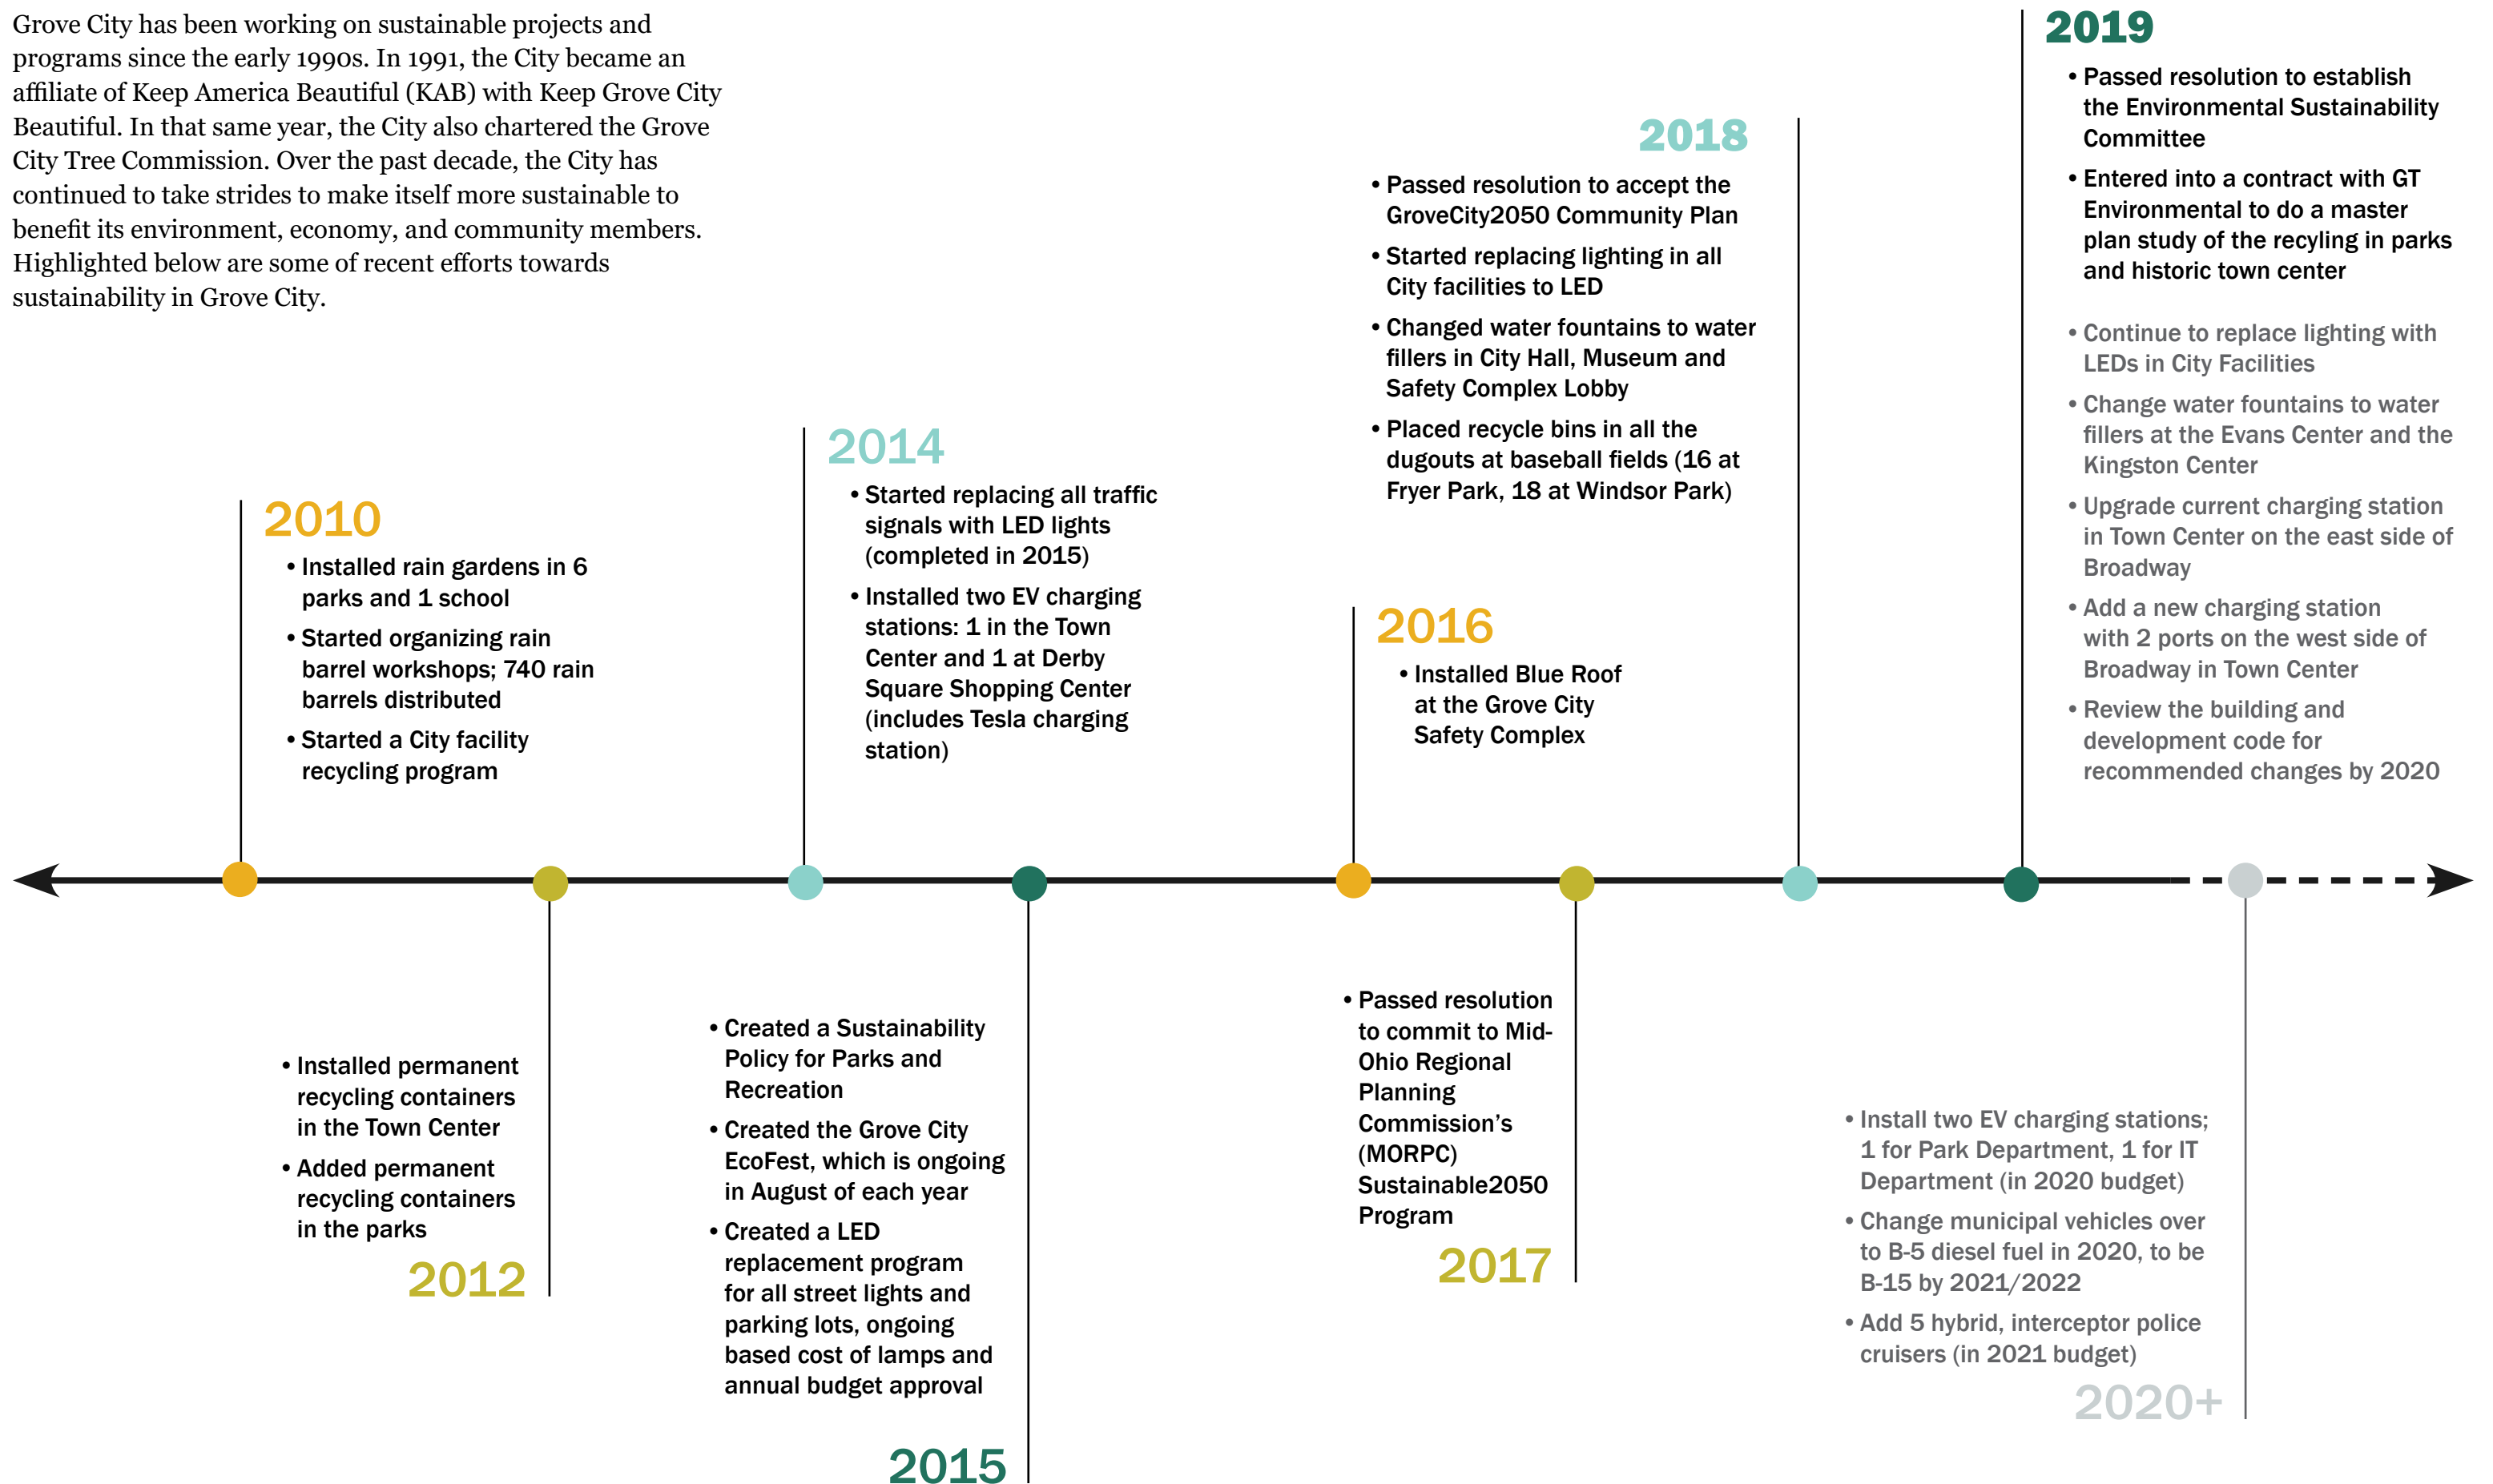 Grove City has been working on sustainable projects and
programs since the early 1990s. In 1991, the City became an
affiliate of Keep America Beautiful (KAB) with Keep Grove City
Beautiful. In that same year, the City also chartered the Grove
City Tree Commission. Over the past decade, the City has
continued to take strides to make itself more sustainable to
benefit its environment, economy, and community members.
Highlighted below are some of recent efforts towards
sustainability in Grove City.
2010
• Installed rain gardens in 6
parks and 1 school
• Started organizing rain
barrel workshops; 740 rain
barrels distributed
• Started a City facility
recycling program
• Installed permanent
recycling containers
in the Town Center
• Added permanent
recycling containers
in the parks
2012
2014
• Started replacing all traffic
signals with LED lights
(completed in 2015)
• Installed two EV charging
stations: 1 in the Town
Center and 1 at Derby
Square Shopping Center
(includes Tesla charging
station)
• Created a Sustainability
Policy for Parks and
Recreation
• Created the Grove City
EcoFest, which is ongoing
in August of each year
• Created a LED
replacement program
for all street lights and
parking lots, ongoing
based cost of lamps and
annual budget approval
2015
2016
• Installed Blue Roof
at the Grove City
Safety Complex
• Passed resolution
to commit to Mid-
Ohio Regional
Planning
Commission’s
(MORPC)
Sustainable2050
Program
2017
2018
• Passed resolution to accept the
GroveCity2050 Community Plan
• Started replacing lighting in all
City facilities to LED
• Changed water fountains to water
fillers in City Hall, Museum and
Safety Complex Lobby
• Placed recycle bins in all the
dugouts at baseball fields (16 at
Fryer Park, 18 at Windsor Park)
2019
• Passed resolution to establish
the Environmental Sustainability
Committee
• Entered into a contract with GT
Environmental to do a master
plan study of the recyling in parks
and historic town center
• Continue to replace lighting with
LEDs in City Facilities
• Change water fountains to water
fillers at the Evans Center and the
Kingston Center
• Upgrade current charging station
in Town Center on the east side of
Broadway
• Add a new charging station
with 2 ports on the west side of
Broadway in Town Center
• Review the building and
development code for
recommended changes by 2020
• Install two EV charging stations;
1 for Park Department, 1 for IT
Department (in 2020 budget)
• Change municipal vehicles over
to B-5 diesel fuel in 2020, to be
B-15 by 2021/2022
• Add 5 hybrid, interceptor police
cruisers (in 2021 budget)
2020+